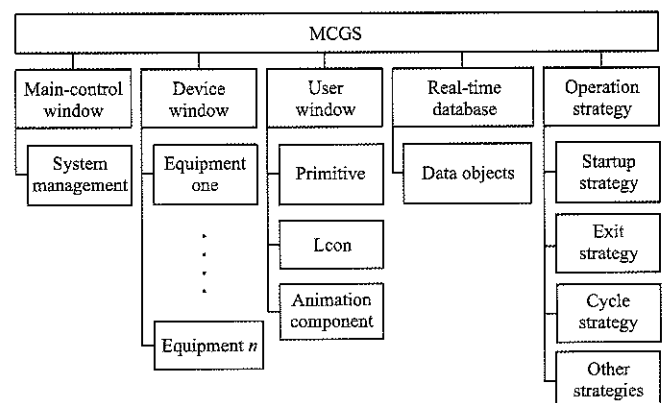 MCGS
Main-control
window
Device
window
User
window
Real-time
database
Operation
strategy
System
management
Equipment
one
Primitive
Data objects
Startup
strategy
Lcon
Exit
strategy
Animation
component
Cycle
strategy
Equipment n
Other
strategies